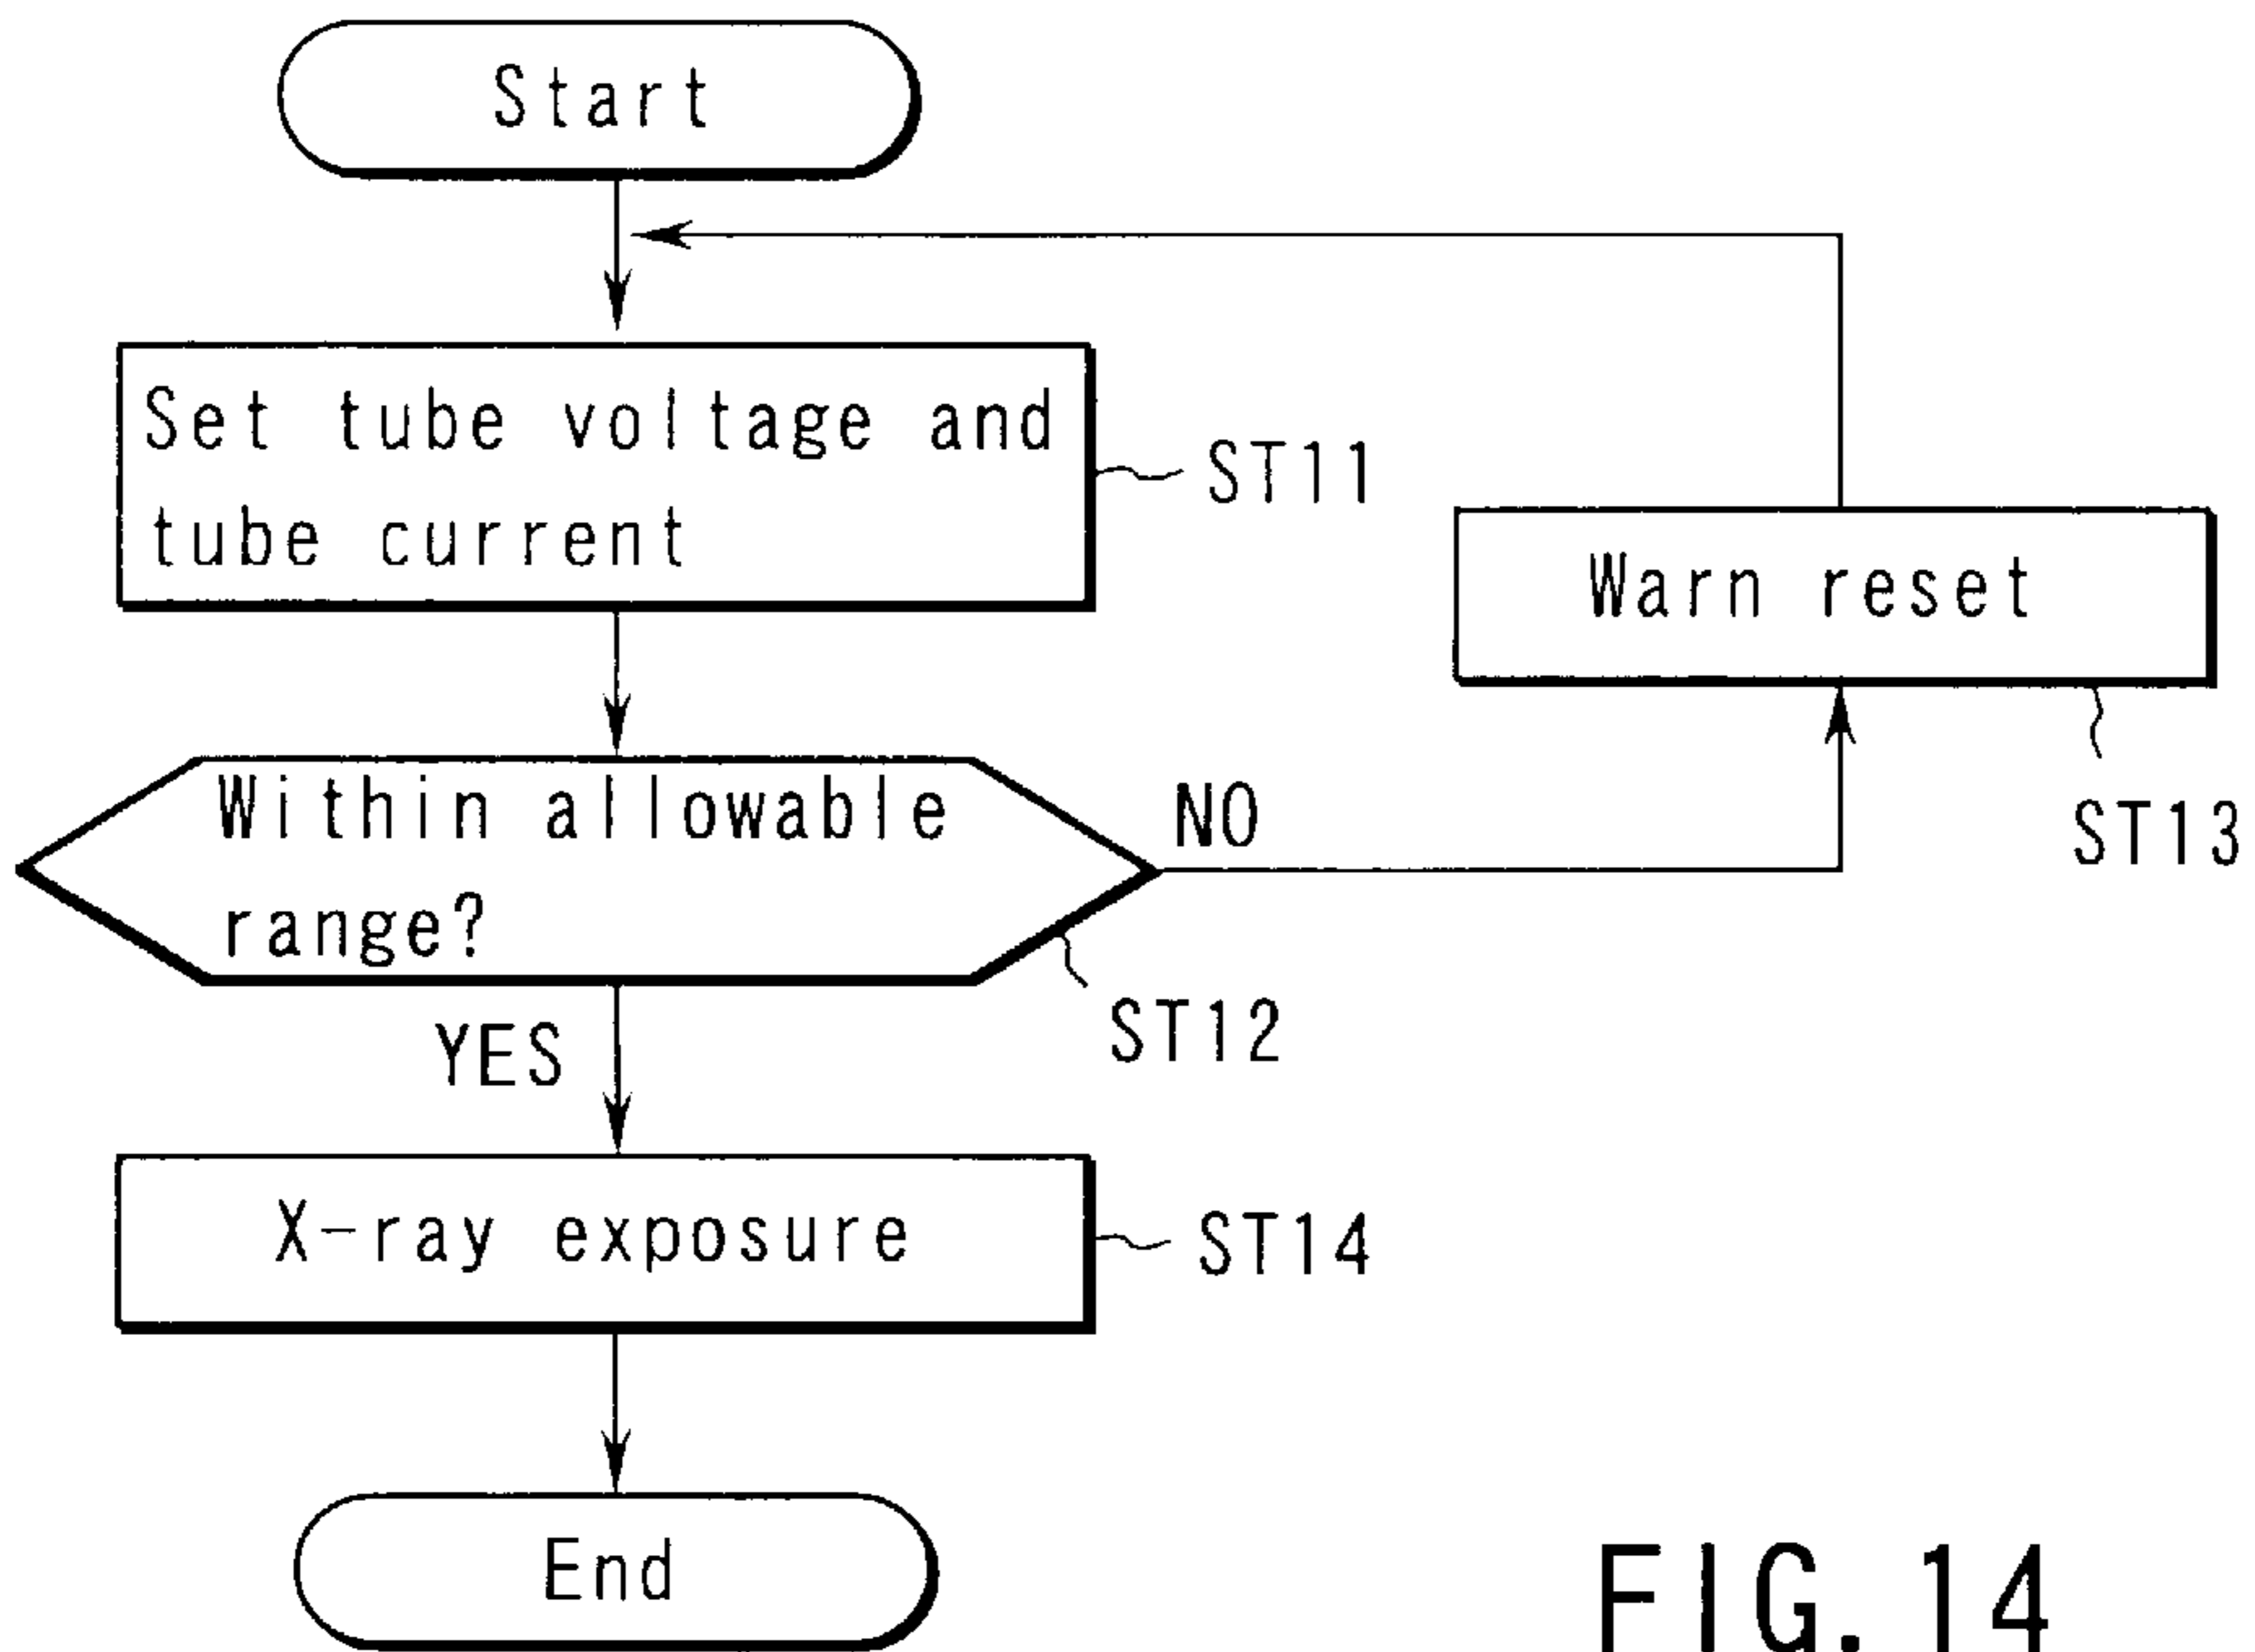 Start
Set tube voltage and
tube current
ST11
Warn reset
ST13
Within allowable
range?
NO
ST12
YES
X-ray exposure
ST14
End
FIG. 14